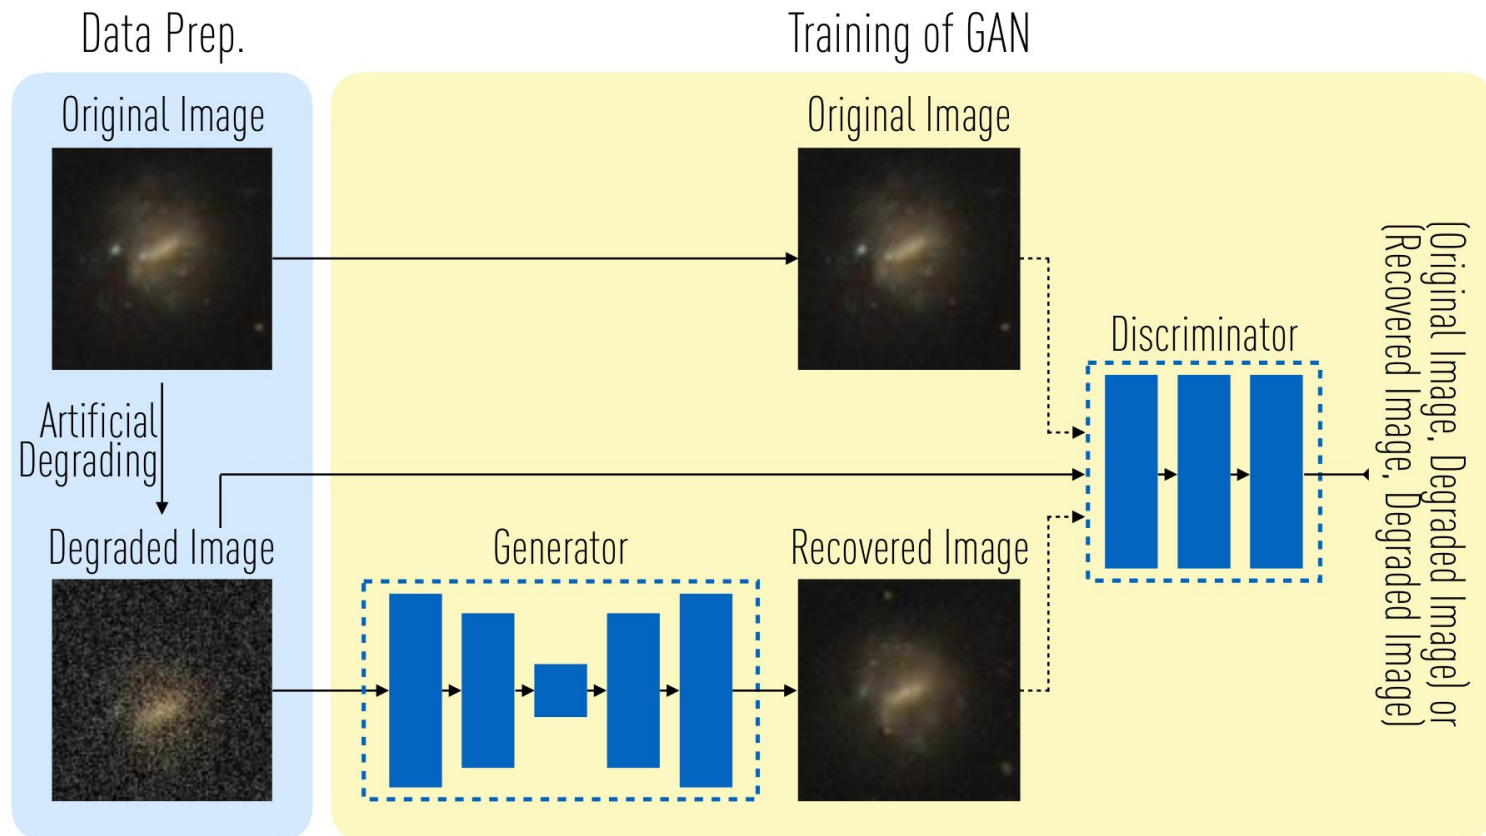 Data Prep.
Training of GAN
Original Image
Original Image
Artificial
Degrading
Discriminator
Degraded Image
Generator
Recovered Image
(Original Image, Degraded Image) or
(Recovered Image, Degraded Image)